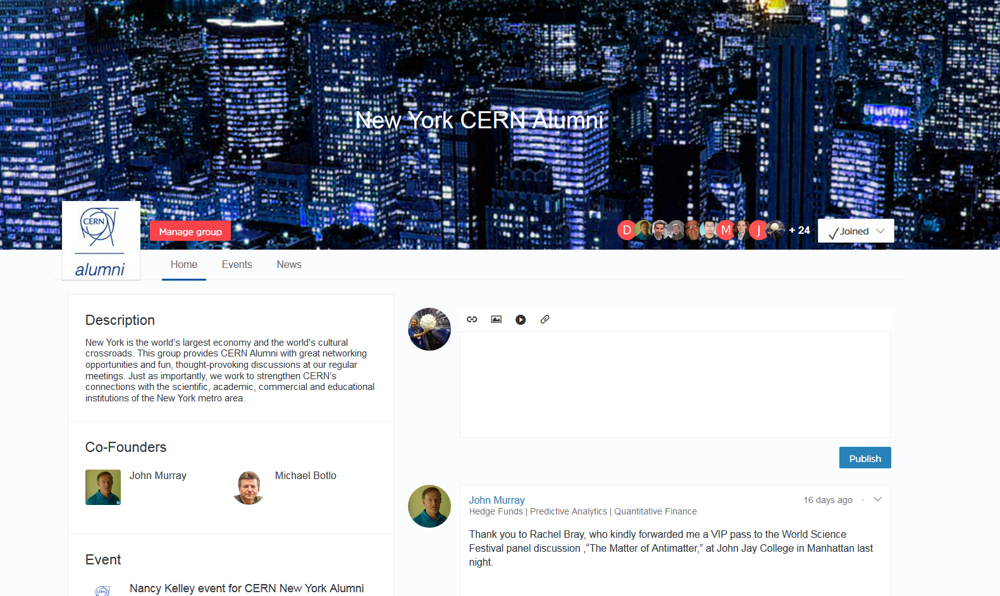 New York CERN Alumni
CERN
alumni
Manage group
D
M
J
+ 24
Joined
Home Events News
Description
New York is the world’s largest economy and the world's cultural
crossroads. This group provides CERN Alumni with great networking
opportunities and fun, thought-provoking discussions at our regular
meetings. Just as importantly, we work to strengthen CERN’s
connections with the scientific, academic, commercial and educational
institutions of the New York metro area.
Co-Founders
John Murray
Michael Botlo
Event
CERN
Nancy Kelley event for CERN New York Alumni
Publish
John Murray
16 days ago
Hedge Funds | Predictive Analytics | Quantitative Finance
Thank you to Rachel Bray, who kindly forwarded me a VIP pass to the World Science
Festival panel discussion ,“The Matter of Antimatter,” at John Jay College in Manhattan last
night.